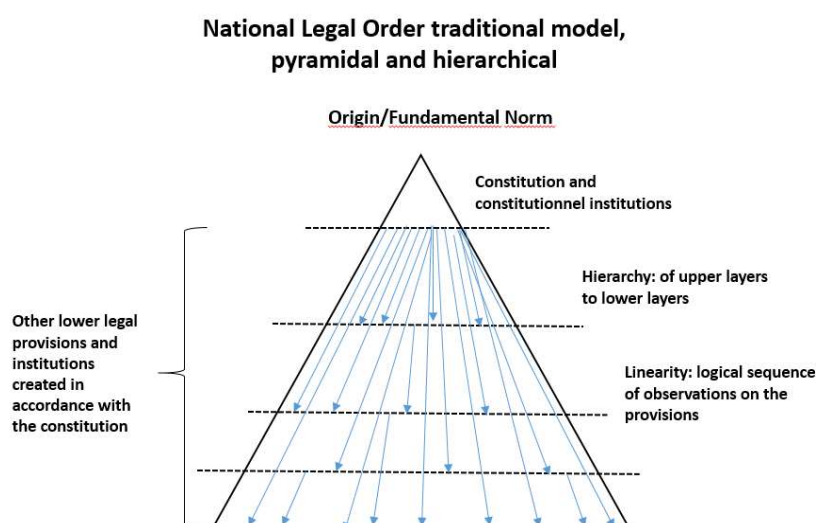 National Legal Order traditional model,
pyramidal and hierarchical
Origin/Fundamental Norm
Constitution and
constitutionnel institutions
Hierarchy: of upper layers
to lower layers
Other lower legal
provisions and
institutions
created in
accordance with
the constitution
Linearity: logical sequence
of observations on the
provisions